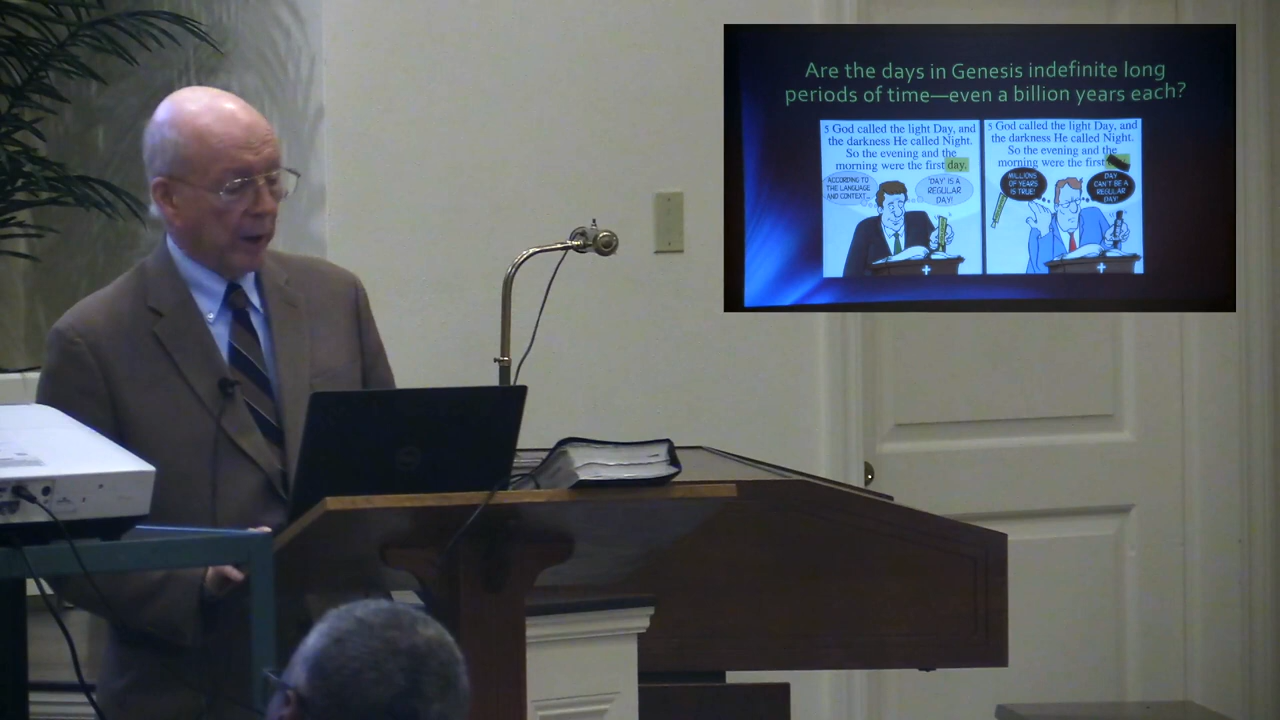 Are the days in Genesis indefinite long
periods of time—even a billion years each?
5 God called the light Day, and
the darkness He called Night.
So the evening and the
morning were the first day.
ACCORDING TO
THE LANGUAGE
AND CONTEXT...
'DAY' IS A
REGULAR
DAY!
5 God called the light Day, and
the darkness He called Night.
So the evening and the
morning were the first
MILLIONS
OF YEARS
IS TRUE!
DAY
CAN'T BE A
REGULAR
DAY!